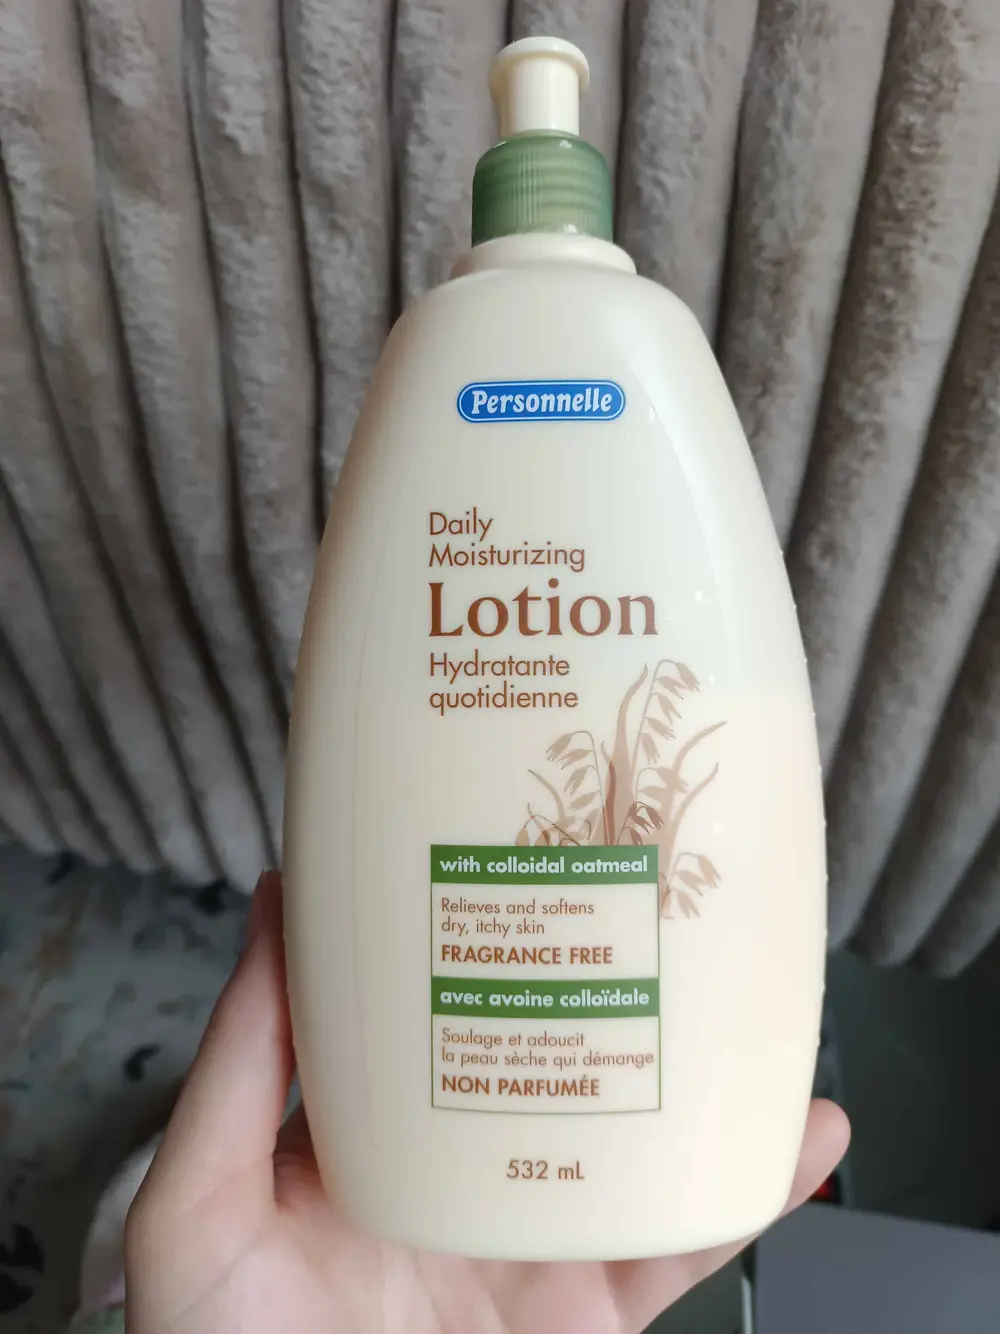 Personnelle
Daily
Moisturizing
Lotion
Hydratante
quotidienne
with colloidal oatmeal
Relieves and softens
dry, itchy skin
FRAGRANCE FREE
avec avoine colloïdale
Soulage et adoucit
la peau sèche qui démange
NON PARFUMÉE
532 mL